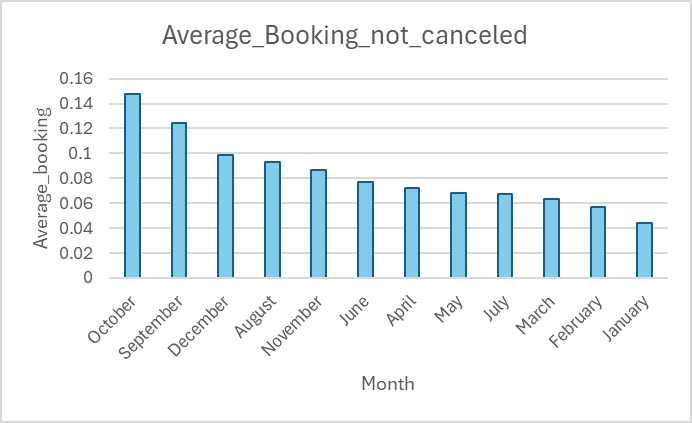 Average_Booking_not_canceled
Average_booking
0.16
0.14
0.12
0.1
0.08
0.06
0.04
0.02
0
October
September
December
August
November
June
April
May
July
March
February
January
Month